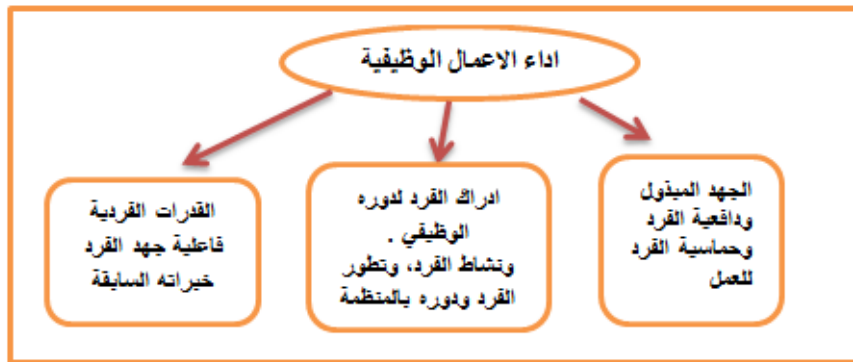 اداء الاعمال الوظيفية
الجهد المبذول
ودافعية الفرد
وحماسية الفرد
للعمل
ادراك الفرد لدوره
الوظيفي .
ونشاط الفرد، وتطور
الفرد ودوره بالمنظمة
القدرات الفردية
فاعلية جهد الفرد
خبراته السابقة